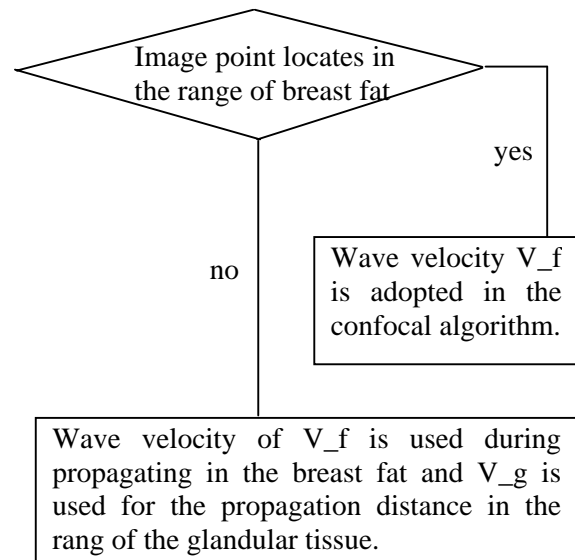 Image point locates in
the range of breast fat
yes
no
Wave velocity V_f
is adopted in the
confocal algorithm.
Wave velocity of V_f is used during
propagating in the breast fat and V_g is
used for the propagation distance in the
rang of the glandular tissue.